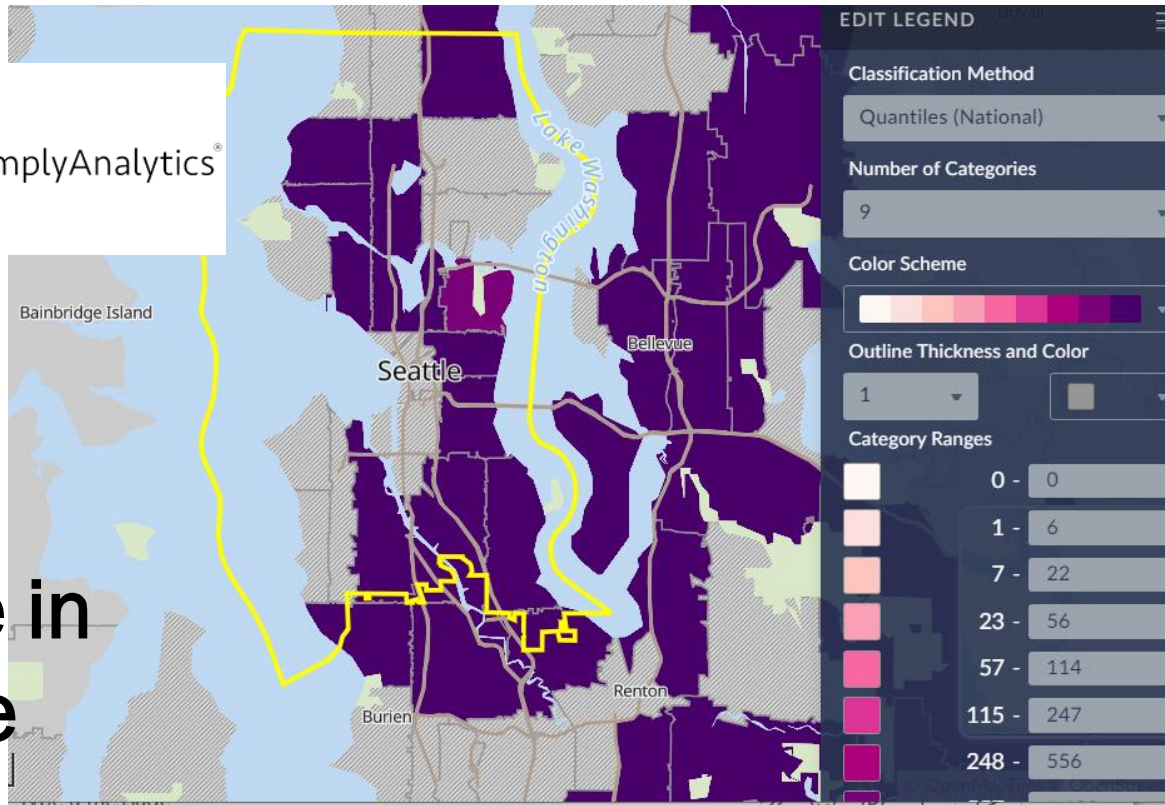 mplyAnalytics®
e in
e
Lake Washington
Bainbridge Island
Seattle
Bellevue
Renton
Burien
EDIT LEGEND
Classification Method
Quantiles (National)
Number of Categories
9
Color Scheme
Outline Thickness and Color
1
Category Ranges
0 - 0
1 - 6
7 - 22
23 - 56
57 - 114
115 - 247
248 - 556